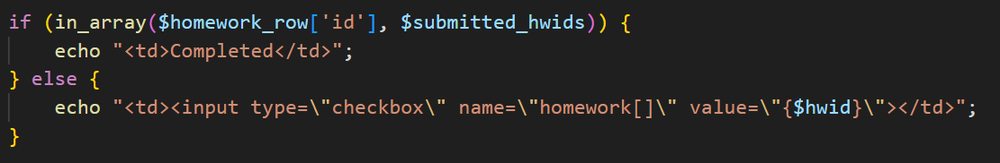 if (in_array($homework_row['id'], $submitted_hwids)) {
    echo "<td>Completed</td>";
} else {
    echo "<td><input type=\"checkbox\" name=\"homework[]\" value=\"{$hwid}\"></td>";
}